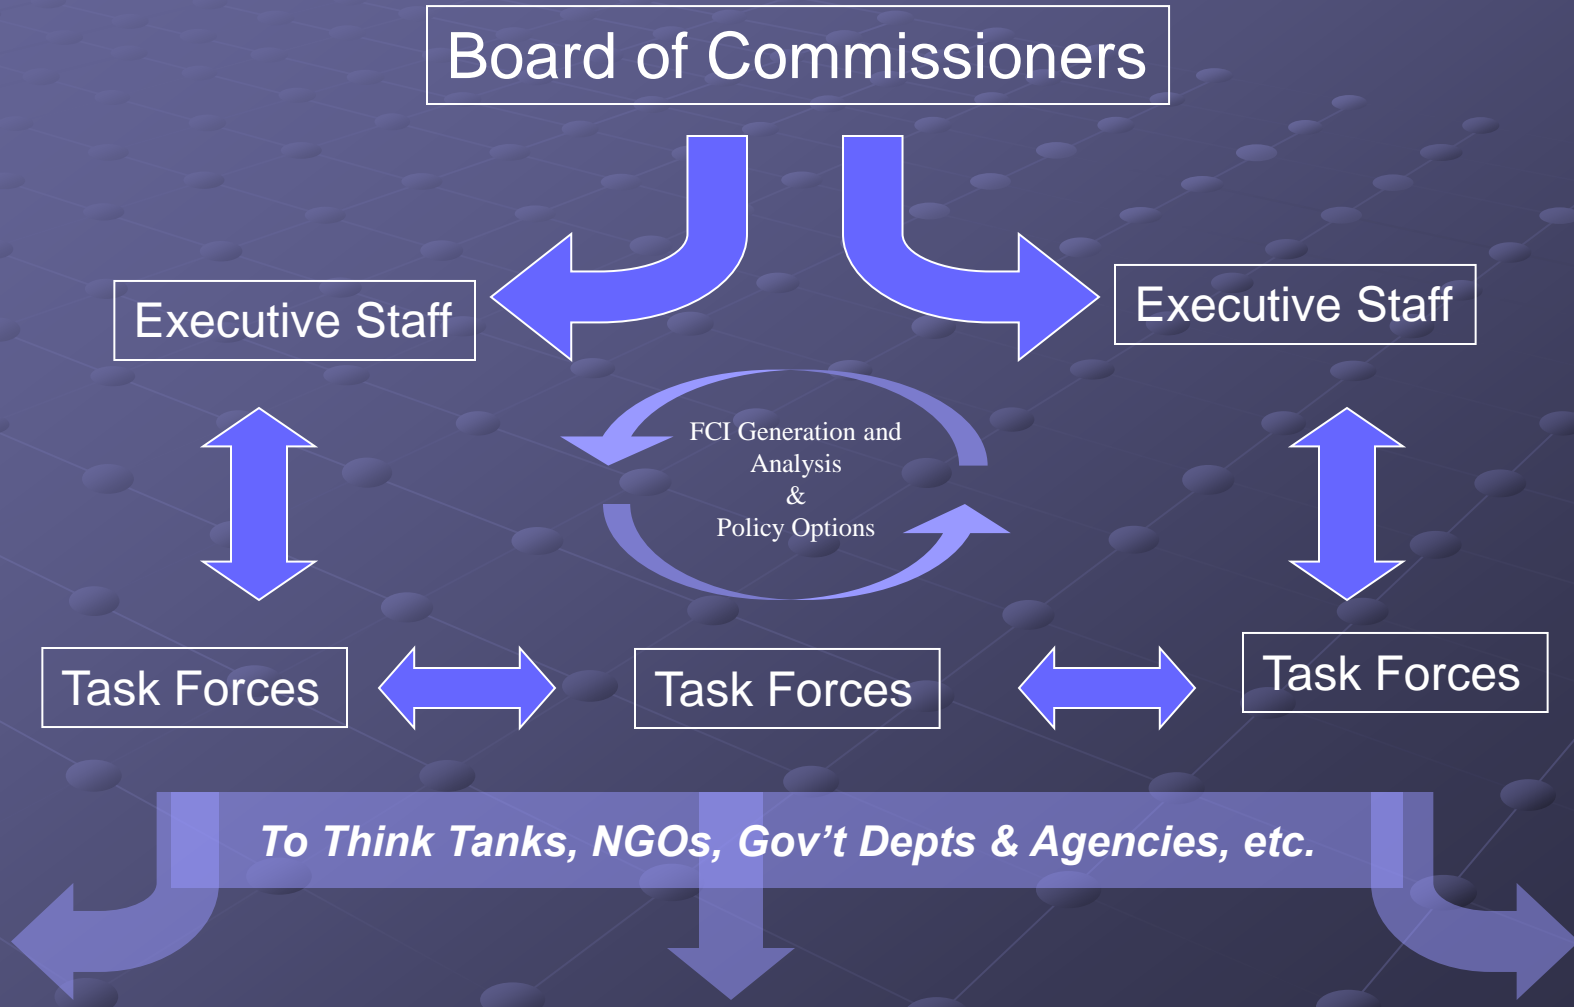 Board of Commissioners
Executive Staff
Executive Staff
FCI Generation and
Analysis
&
Policy Options
Task Forces
Task Forces
Task Forces
To Think Tanks, NGOs, Gov’t Depts & Agencies, etc.